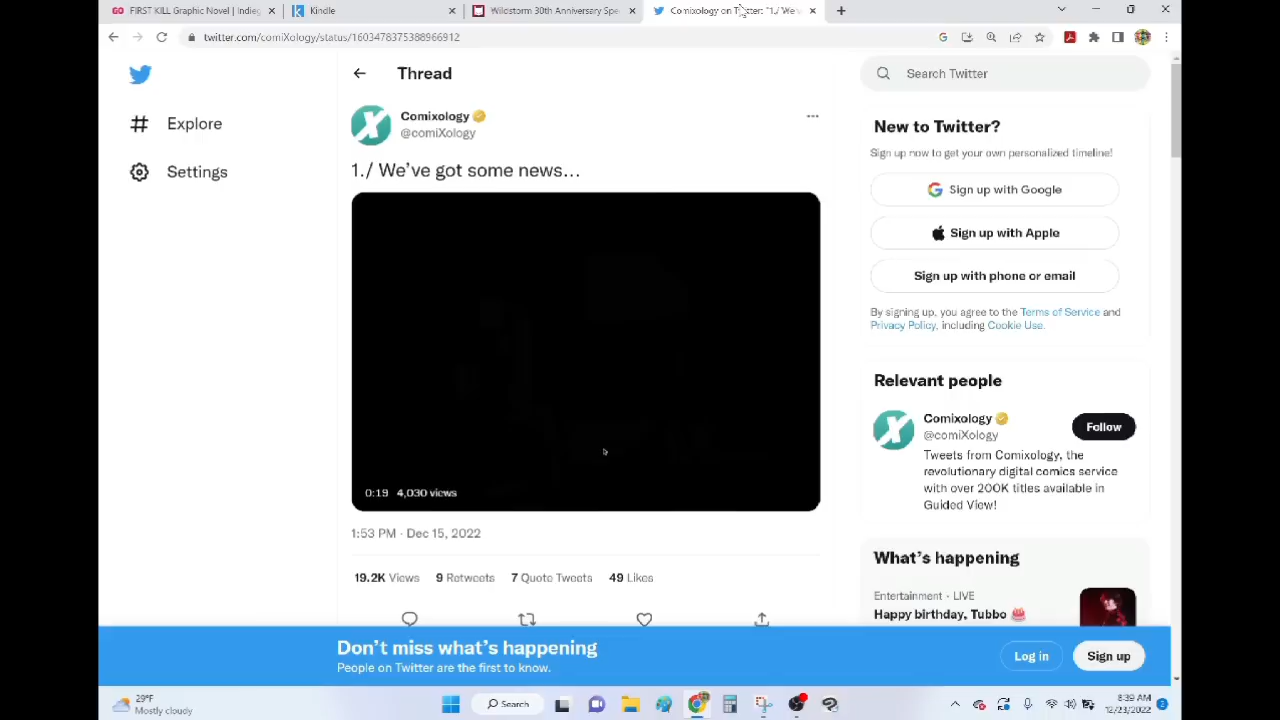 FIRST KILL Graphic Novel | Indieg
Kindle
Wildstorm 30th Anniversary Spe
Comixology on Twitter: "1./ We'v
twitter.com/comiXology/status/1603478375388966912
Explore
Settings
Thread
Comixology
@comiXology
1./ We've got some news...
0:19 4,030 views
1:53 PM · Dec 15, 2022
19.2K Views 9 Retweets 7 Quote Tweets 49 Likes
Search Twitter
New to Twitter?
Sign up now to get your own personalized timeline!
Sign up with Google
Sign up with Apple
Sign up with phone or email
By signing up, you agree to the Terms of Service and
Privacy Policy, including Cookie Use.
Relevant people
Comixology
@comiXology
Follow
Tweets from Comixology, the
revolutionary digital comics service
with over 200K titles available in
Guided View!
What's happening
Entertainment · LIVE
Happy birthday, Tubbo
Don't miss what's happening
People on Twitter are the first to know.
Log in
Sign up
29°F
Mostly cloudy
Search
8:39 AM
12/23/2022
2